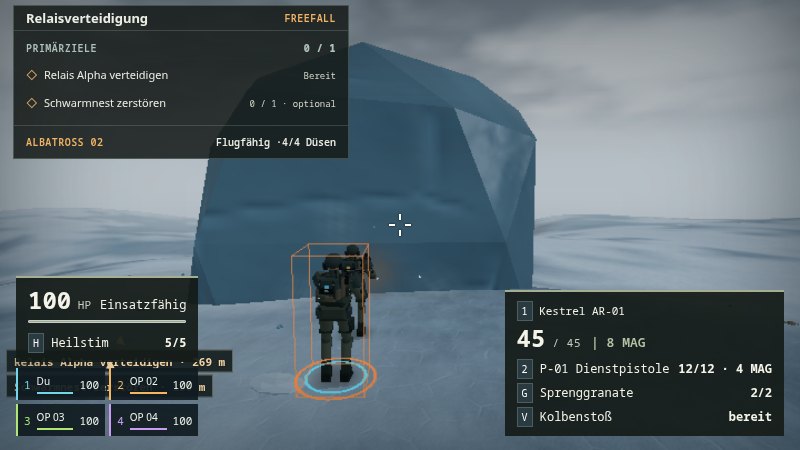 Relaisverteidigung FREEFALL
PRIMÄRZIELE 0 / 1
Relais Alpha verteidigen Bereit
Schwarmnest zerstören 0 / 1 · optional
ALBATROSS 02 Flugfähig ·4/4 Düsen
100 HP Einsatzfähig
H Heilstim 5/5
Relais Alpha verteidigen · 269 m
m
1 Du 100 2 OP 02 100
3 OP 03 100 4 OP 04 100
1 Kestrel AR-01
45 / 45 | 8 MAG
2 P-01 Dienstpistole 12/12 · 4 MAG
G Sprenggranate 2/2
V Kolbenstoß bereit